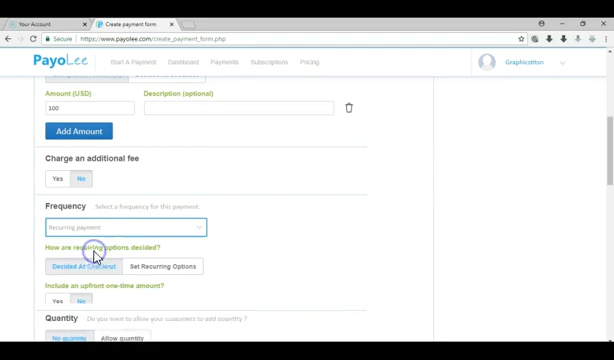 Your Account
Create payment form
Secure https://www.payolee.com/create_payment_form.php
PayoLee Start A Payment Dashboard Payments Subscriptions Pricing
Amount (USD) Description (optional)
100
Add Amount
Charge an additional fee
Yes No
Frequency Select a frequency for this payment.
Recurring payment
How are recurring options decided?
Decided At Checkout Set Recurring Options
Include an upfront one-time amount?
Yes No
Quantity Do you want to allow your customers to add quantity ?
No quantity Allow quantity